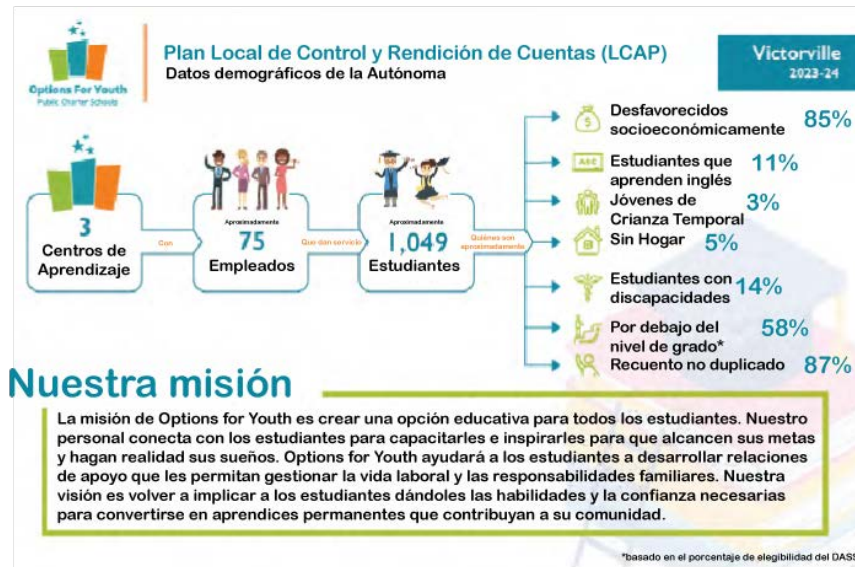 Options For Youth
Public Charter Schools
Plan Local de Control y Rendición de Cuentas (LCAP)
Datos demográficos de la Autónoma
Victorville
2023-24
3
Centros de
Aprendizaje
Con
Aproximadamente
75
Empleados
Que dan servicio
Aproximadamente
1,049
Estudiantes
Quiénes son
aproximadamente
Desfavorecidos
socioeconómicamente
85%
ABC
Estudiantes que
aprenden inglés
11%
Jóvenes de
Crianza Temporal
3%
Sin Hogar
5%
Estudiantes con
discapacidades
14%
Por debajo del
nivel de grado*
58%
Recuento no duplicado
87%
Nuestra misión
La misión de Options for Youth es crear una opción educativa para todos los estudiantes. Nuestro
personal conecta con los estudiantes para capacitarles e inspirarles para que alcancen sus metas
y hagan realidad sus sueños. Options for Youth ayudará a los estudiantes a desarrollar relaciones
de apoyo que les permitan gestionar la vida laboral y las responsabilidades familiares. Nuestra
visión es volver a implicar a los estudiantes dándoles las habilidades y la confianza necesarias
para convertirse en aprendices permanentes que contribuyan a su comunidad.
*basado en el porcentaje de elegibilidad del DASS